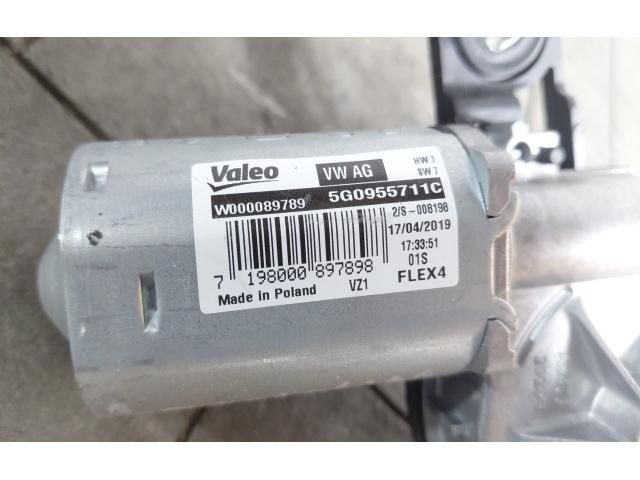 Valeo VW AG HW 7
SW 7
W000089789 5G0955711C
2/S-008198
17/04/2019
17:33:51
01S
7 198000 897898
VZ1 FLEX4
Made in Poland